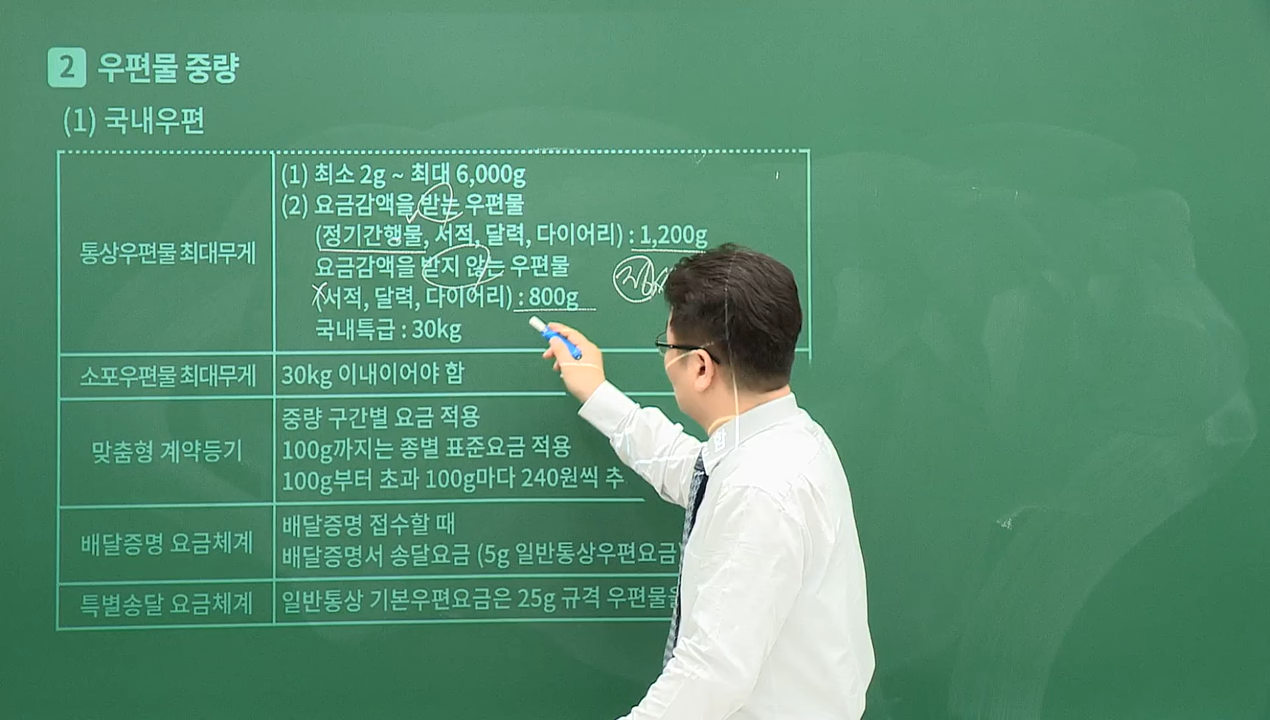 2 우편물 중량
(1) 국내우편
통상우편물 최대무게
(1) 최소 2g ~ 최대 6,000g
(2) 요금감액을 받는 우편물
(정기간행물, 서적, 달력, 다이어리) : 1,200g
요금감액을 받지 않는 우편물
(서적, 달력, 다이어리) : 800g
국내특급 : 30kg
소포우편물 최대무게
30kg 이내이어야 함
맞춤형 계약등기
중량 구간별 요금 적용
100g까지는 종별 표준요금 적용
100g부터 초과 100g마다 240원씩 추
배달증명 요금체계
배달증명 접수할 때
배달증명서 송달요금 (5g 일반통상우편요금
특별송달 요금체계
일반통상 기본우편요금은 25g 규격 우편물을